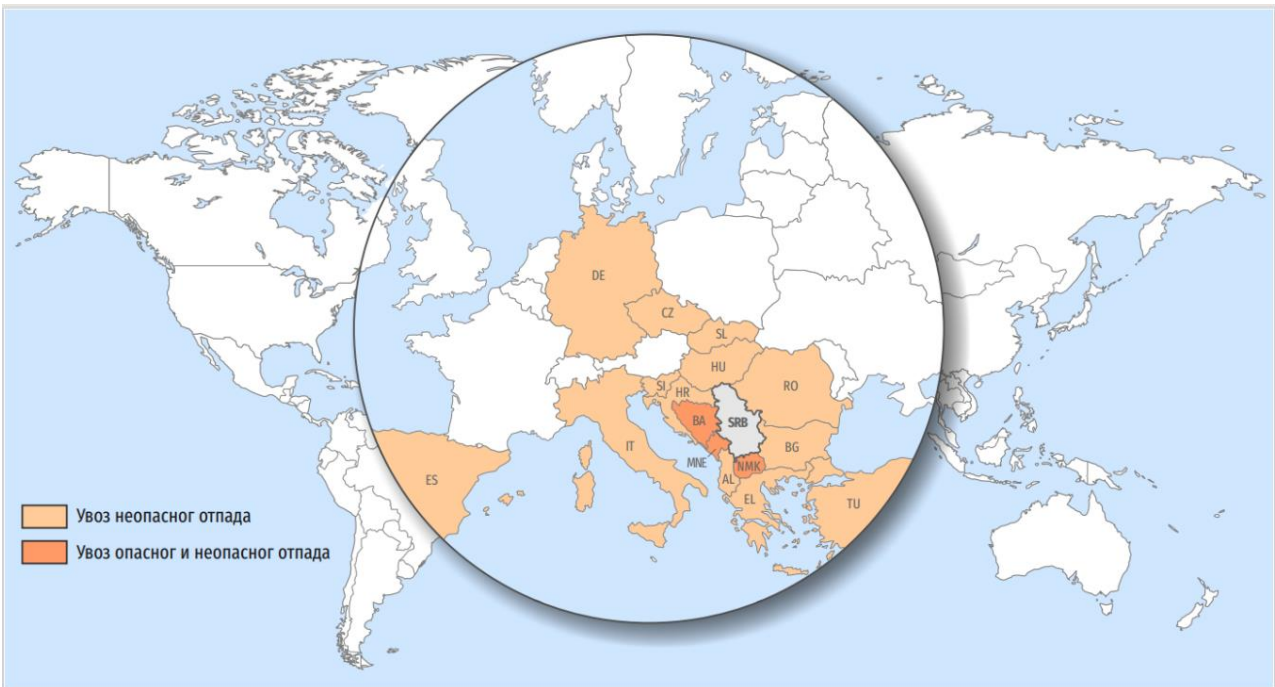 DE
CZ
SL
HU
SI
HR
RO
BA
SRB
IT
BG
MNE
NMK
AL
ES
EL
TU
Увоз неопасног отпада
Увоз опасног и неопасног отпада